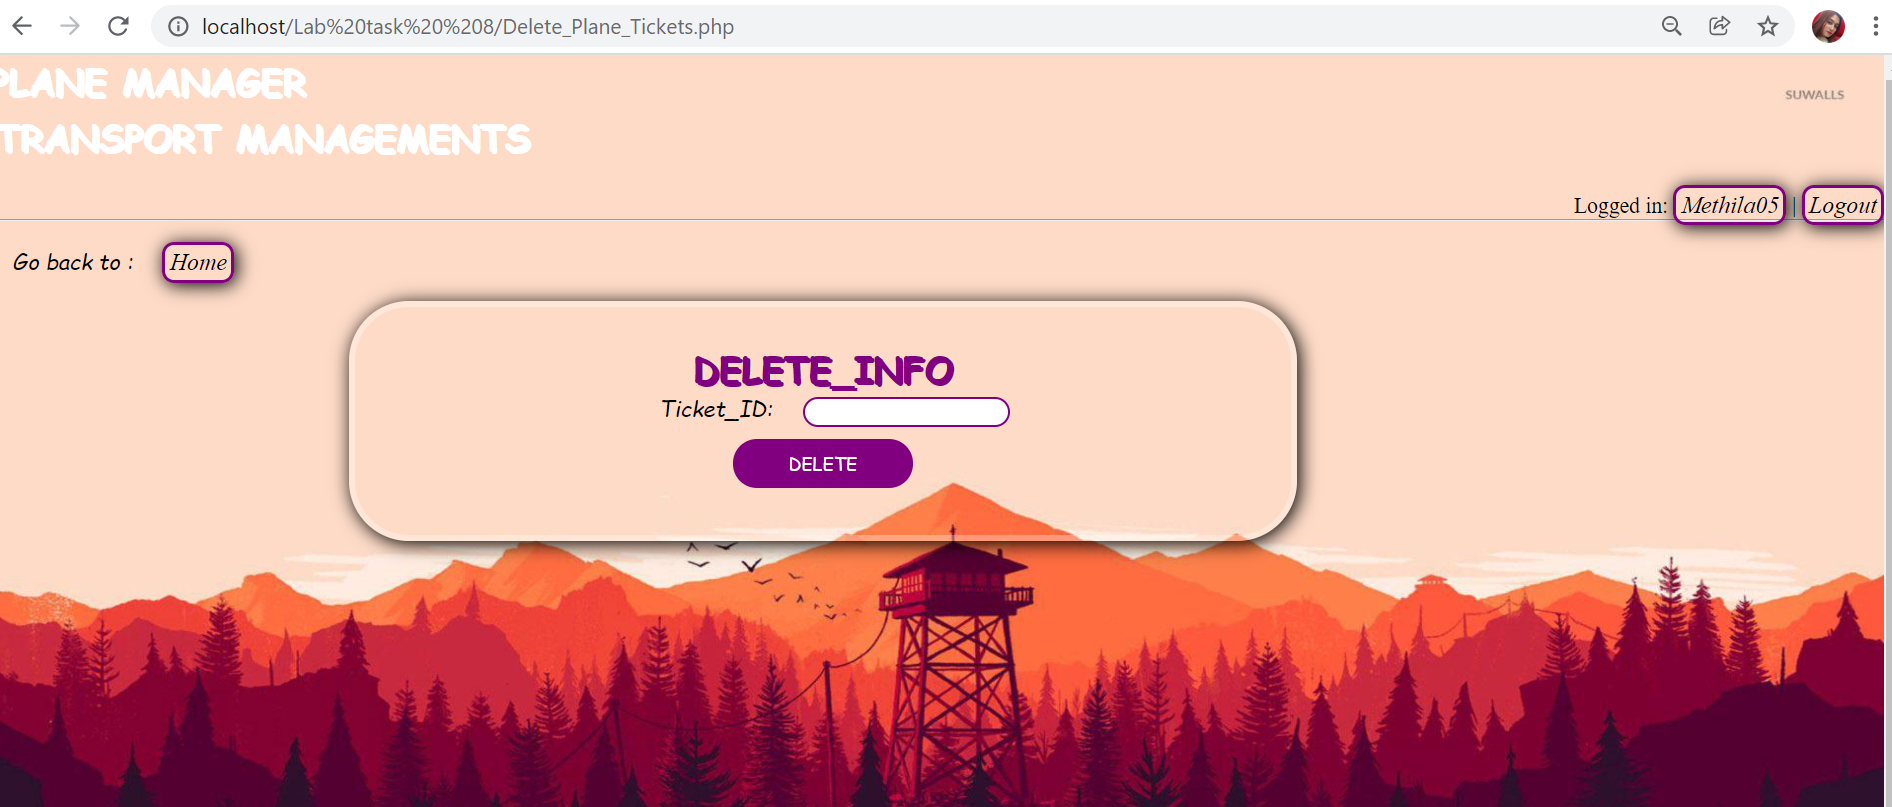 localhost/Lab%20task%20%208/Delete_Plane_Tickets.php
PLANE MANAGER
SUWALLS
TRANSPORT MANAGEMENTS
Logged in: Methila05 | Logout
Go back to : Home
DELETE_INFO
Ticket_ID:
DELETE